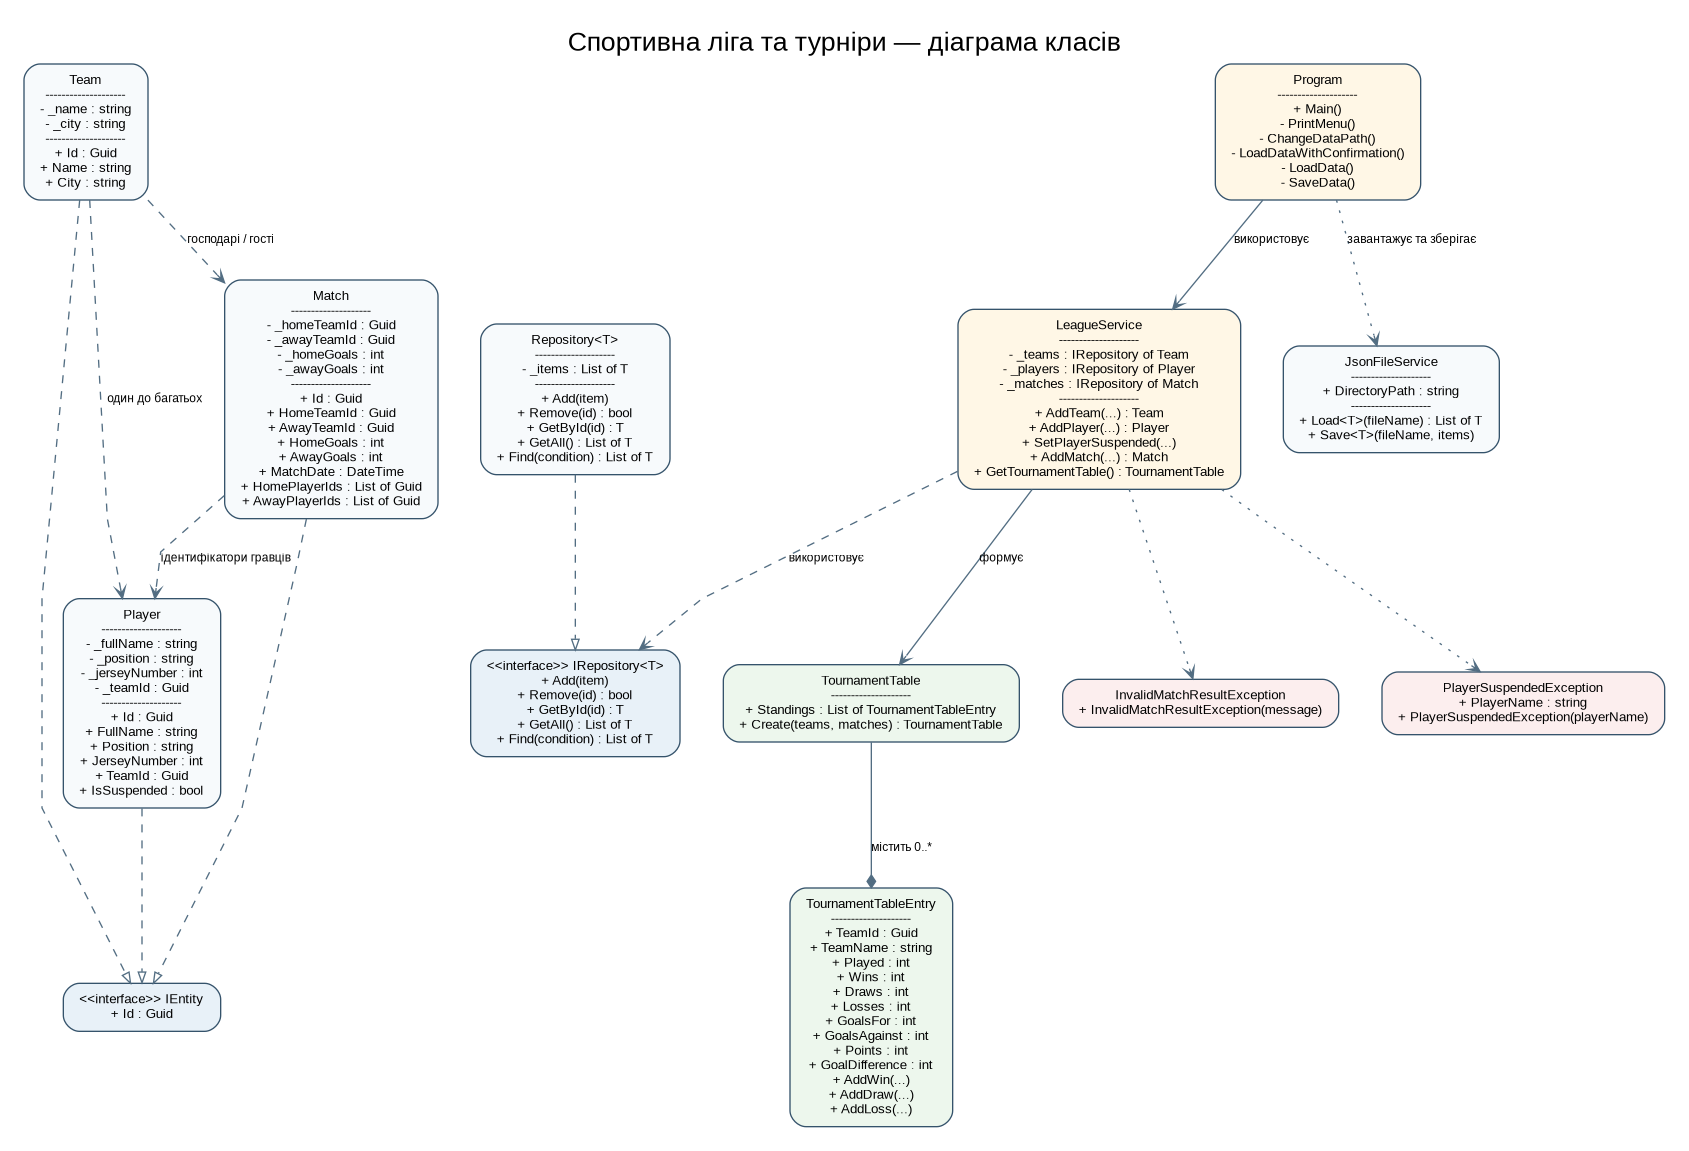 Спортивна ліга та турніри — діаграма класів
Team
--------------------
- _name : string
- _city : string
--------------------
+ Id : Guid
+ Name : string
+ City : string
Program
--------------------
+ Main()
- PrintMenu()
- ChangeDataPath()
- LoadDataWithConfirmation()
- LoadData()
- SaveData()
господарі / гості
використовує
завантажує та зберігає
Match
--------------------
- _homeTeamId : Guid
- _awayTeamId : Guid
- _homeGoals : int
- _awayGoals : int
--------------------
+ Id : Guid
+ HomeTeamId : Guid
+ AwayTeamId : Guid
+ HomeGoals : int
+ AwayGoals : int
+ MatchDate : DateTime
+ HomePlayerIds : List of Guid
+ AwayPlayerIds : List of Guid
Repository<T>
--------------------
- _items : List of T
--------------------
+ Add(item)
+ Remove(id) : bool
+ GetById(id) : T
+ GetAll() : List of T
+ Find(condition) : List of T
LeagueService
--------------------
- _teams : IRepository of Team
- _players : IRepository of Player
- _matches : IRepository of Match
--------------------
+ AddTeam(...) : Team
+ AddPlayer(...) : Player
+ SetPlayerSuspended(...)
+ AddMatch(...) : Match
+ GetTournamentTable() : TournamentTable
JsonFileService
--------------------
+ DirectoryPath : string
--------------------
+ Load<T>(fileName) : List of T
+ Save<T>(fileName, items)
один до багатьох
ідентифікатори гравців
використовує
формує
Player
--------------------
- _fullName : string
- _position : string
- _jerseyNumber : int
- _teamId : Guid
--------------------
+ Id : Guid
+ FullName : string
+ Position : string
+ JerseyNumber : int
+ TeamId : Guid
+ IsSuspended : bool
<<interface>> IRepository<T>
+ Add(item)
+ Remove(id) : bool
+ GetById(id) : T
+ GetAll() : List of T
+ Find(condition) : List of T
TournamentTable
--------------------
+ Standings : List of TournamentTableEntry
+ Create(teams, matches) : TournamentTable
InvalidMatchResultException
+ InvalidMatchResultException(message)
PlayerSuspendedException
+ PlayerName : string
+ PlayerSuspendedException(playerName)
містить 0..*
<<interface>> IEntity
+ Id : Guid
TournamentTableEntry
--------------------
+ TeamId : Guid
+ TeamName : string
+ Played : int
+ Wins : int
+ Draws : int
+ Losses : int
+ GoalsFor : int
+ GoalsAgainst : int
+ Points : int
+ GoalDifference : int
+ AddWin(...)
+ AddDraw(...)
+ AddLoss(...)